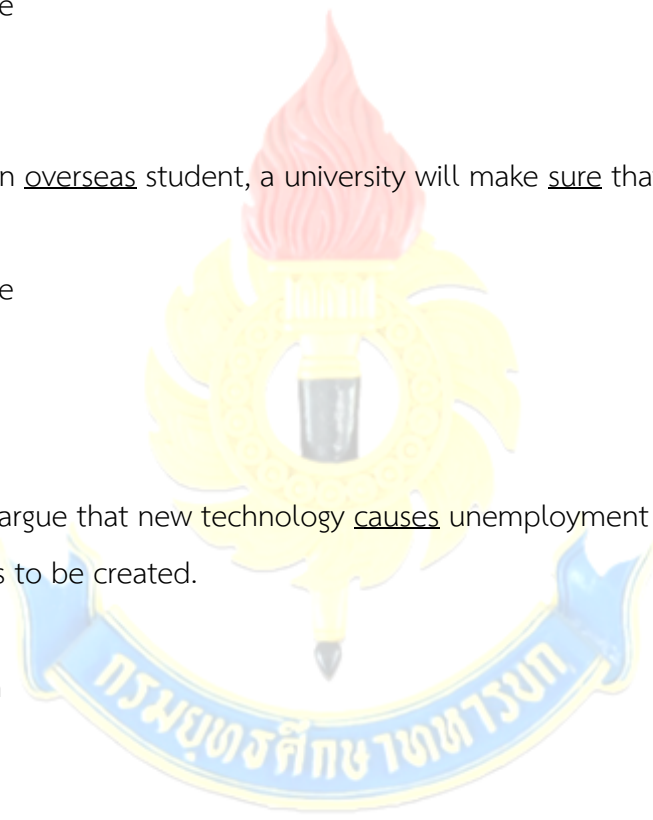 e
n overseas student, a university will make sure tha
e
argue that new technology causes unemployment
s to be created.
กรมยุทธศึกษาทหารบก